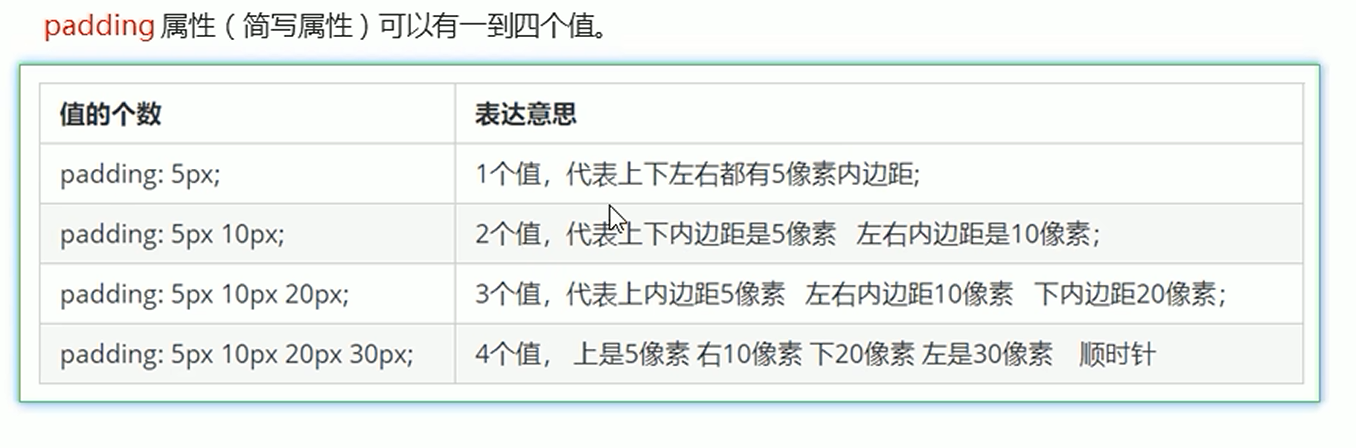 padding 属性（简写属性）可以有一到四个值。
值的个数 表达意思
padding: 5px; 1个值，代表上下左右都有5像素内边距;
padding: 5px 10px; 2个值，代表上下内边距是5像素 左右内边距是10像素;
padding: 5px 10px 20px; 3个值，代表上内边距5像素 左右内边距10像素 下内边距20像素;
padding: 5px 10px 20px 30px; 4个值， 上是5像素 右10像素 下20像素 左是30像素 顺时针